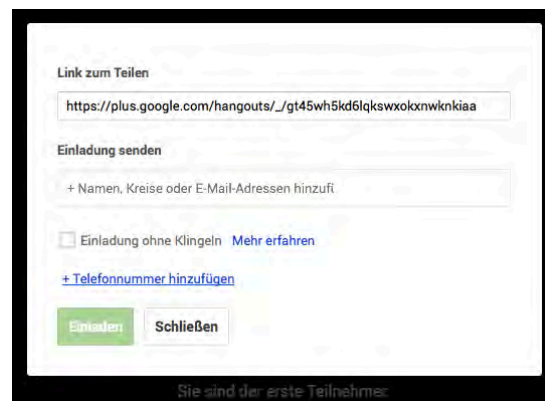 Link zum Teilen
https://plus.google.com/hangouts/_/gt45wh5kd6lqkswxokxnwknkiaa
Einladung senden
+ Namen, Kreise oder E-Mail-Adressen hinzufi
Einladung ohne Klingeln Mehr erfahren
+ Telefonnummer hinzufügen
Einladen Schließen
Sie sind der erste Teilnehmer.